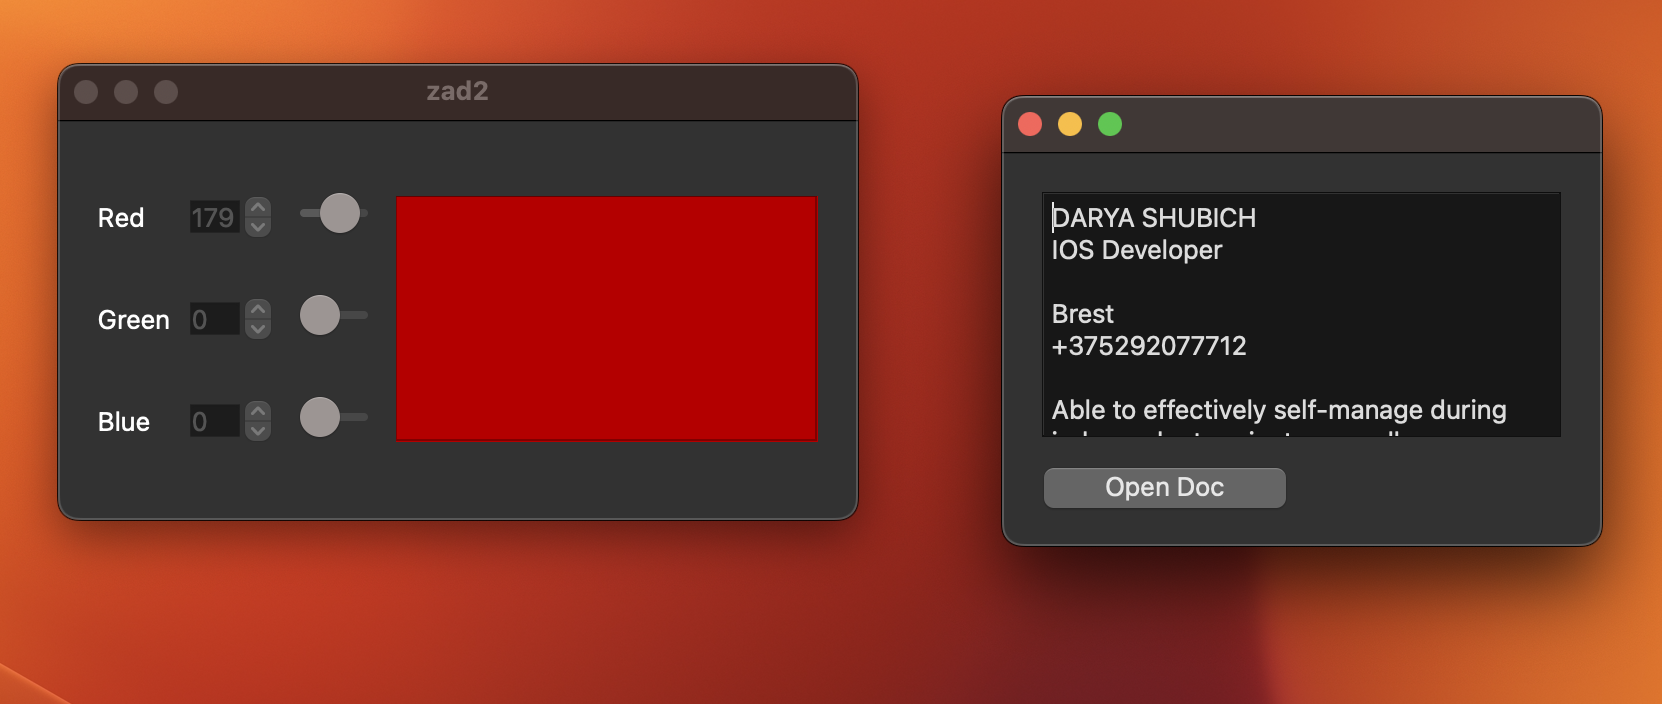 zad2
Red 179
Green 0
Blue 0
DARYA SHUBICH
IOS Developer
Brest
+375292077712
Able to effectively self-manage during
Open Doc